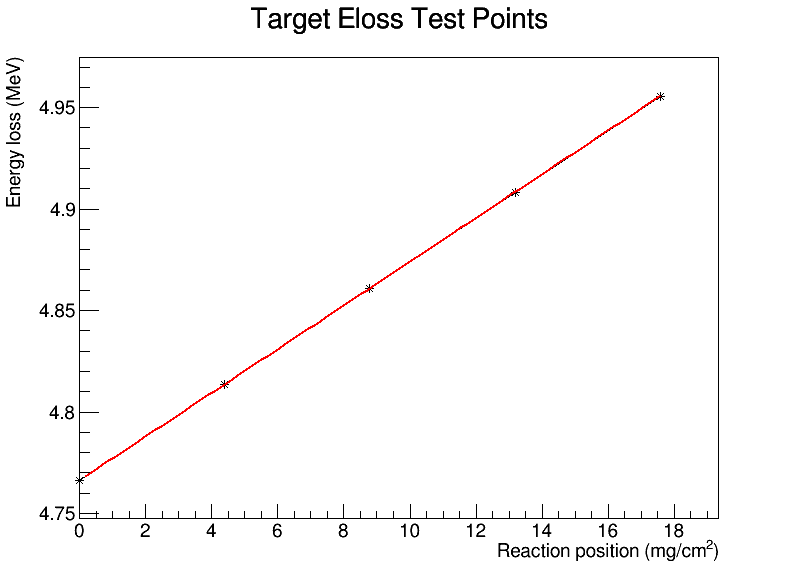 Target Eloss Test Points
Energy loss (MeV)
4.95
4.9
4.85
4.8
4.75
0 2 4 6 8 10 12 14 16 18
Reaction position (mg/cm²)